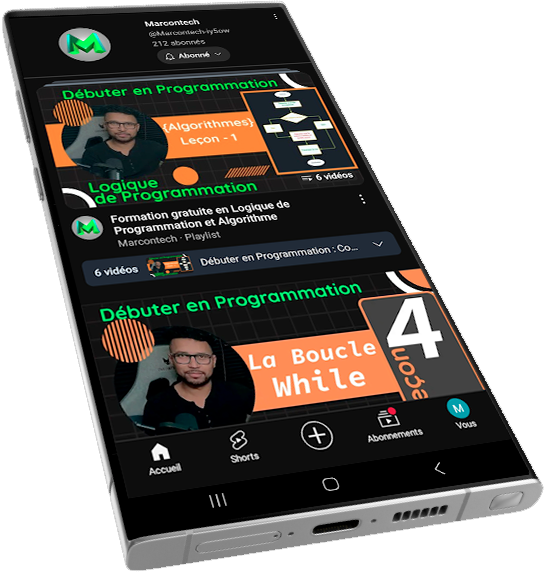 Marcontech
@Marcontech-iy5ow
212 abonnés
Abonné
Débuter en Programmation
{Algorithmes}
Leçon - 1
6 vidéos
Logique
de Programmation
Formation gratuite en Logique de
Programmation et Algorithme
Marcontech · Playlist
6 vidéos
Débuter en Programmation : Co...
Débuter en Programmation
4
La Boucle
While
eçon
Accueil
Shorts
Abonnements
M
Vous